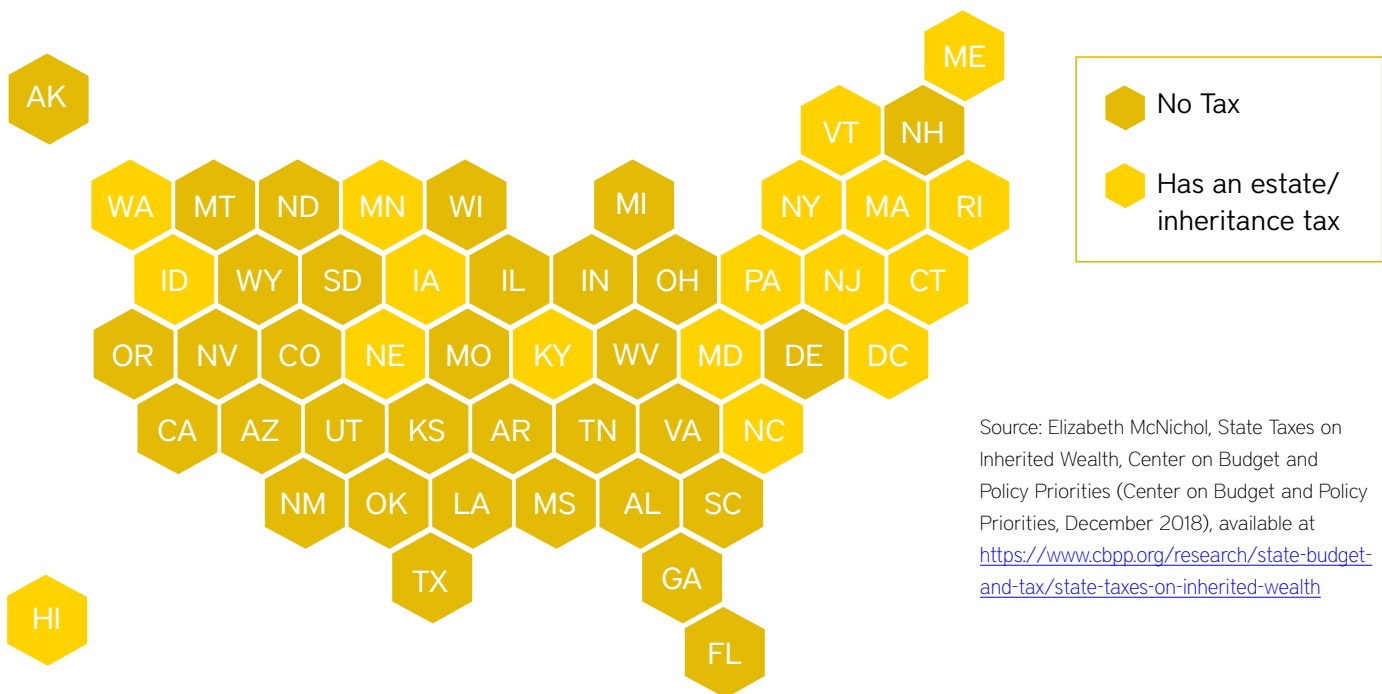 ME
AK
VT NH
WA MT ND MN WI MI NY MA RI
ID WY SD IA IL IN OH PA NJ CT
OR NV CO NE MO KY WV MD DE DC
CA AZ UT KS AR TN VA NC
NM OK LA MS AL SC
TX GA
HI
FL
No Tax
Has an estate/
inheritance tax
Source: Elizabeth McNichol, State Taxes on
Inherited Wealth, Center on Budget and
Policy Priorities (Center on Budget and Policy
Priorities, December 2018), available at
https://www.cbpp.org/research/state-budget-
and-tax/state-taxes-on-inherited-wealth